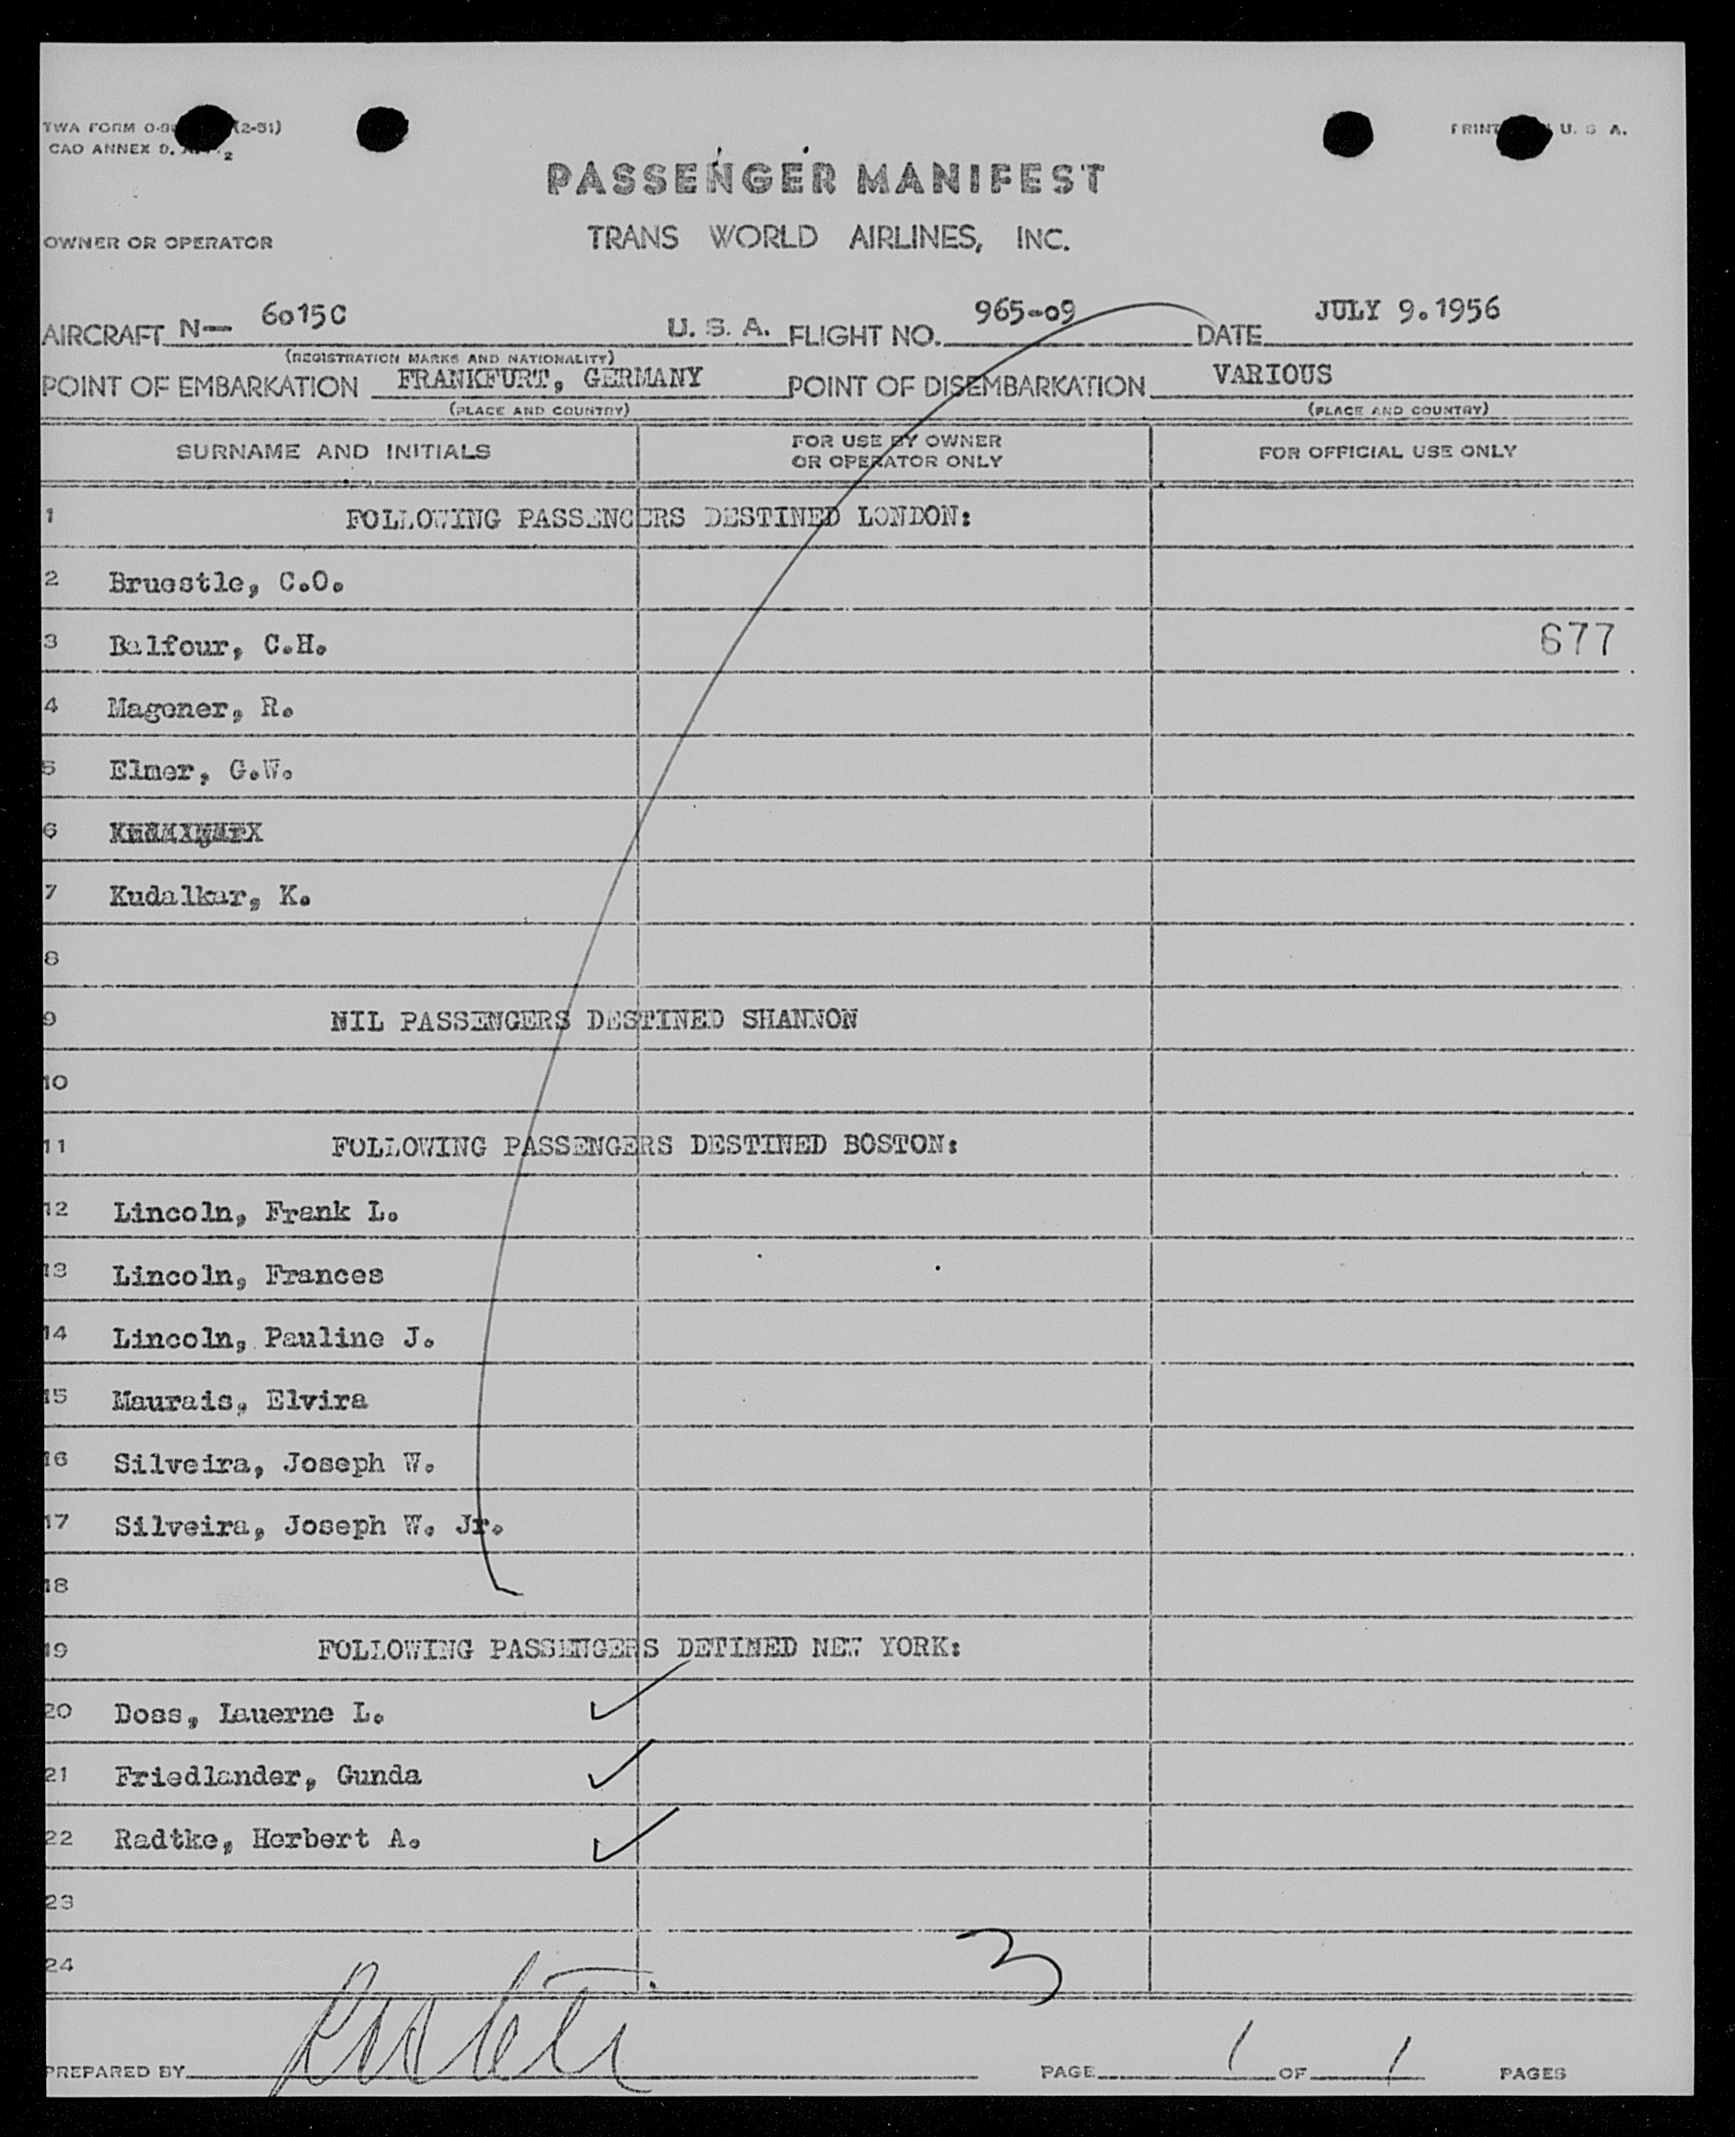 TWA FORM (2-51) PRINT U. S. A.
CAO ANNEX 9,
PASSENGER MANIFEST
OWNER OR OPERATOR TRANS WORLD AIRLINES, INC.
AIRCRAFT N— 6015C U. S. A. FLIGHT NO. 965-09 DATE JULY 9.1956
(REGISTRATION MARKS AND NATIONALITY)
POINT OF EMBARKATION FRANKFURT, GERMANY POINT OF DISEMBARKATION VARIOUS
(PLACE AND COUNTRY) (PLACE AND COUNTRY)
SURNAME AND INITIALS FOR USE BY OWNER OR OPERATOR ONLY FOR OFFICIAL USE ONLY
1 FOLLOWING PASSENGERS DESTINED LONDON:
2 Bruestle, C.O.
3 Balfour, C.H. 677
4 Magener, R.
5 Elmer, G.W.
6
7 Kudalkar, K.
8
9 NIL PASSENGERS DESTINED SHANNON
10
11 FOLLOWING PASSENGERS DESTINED BOSTON:
12 Lincoln, Frank L.
13 Lincoln, Frances
14 Lincoln, Pauline J.
15 Maurais, Elvira
16 Silveira, Joseph W.
17 Silveira, Joseph W. Jr.
18
19 FOLLOWING PASSENGERS DETINED NEW YORK:
20 Doss, Lauerne L.
21 Friedlander, Gunda
22 Radtke, Herbert A.
23
24 3
PREPARED BY PAGE 1 OF 1 PAGES